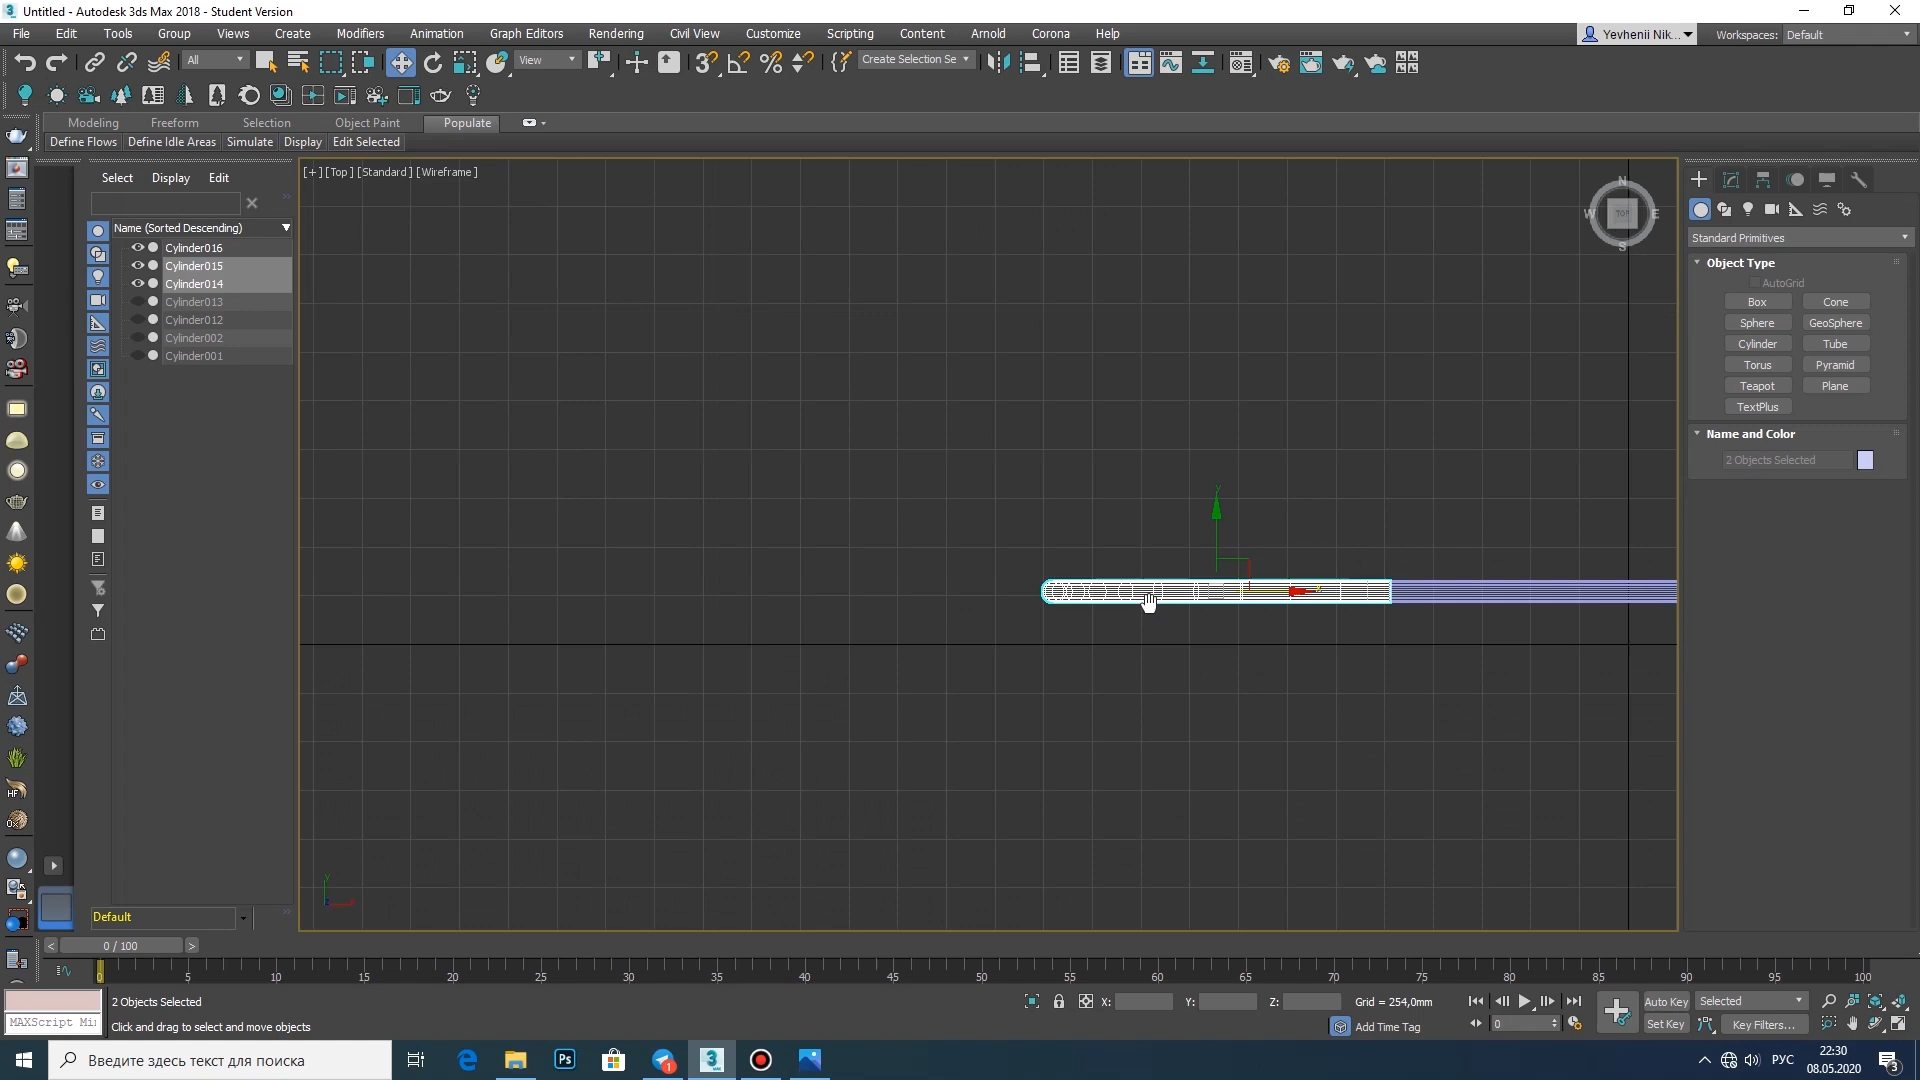 Untitled - Autodesk 3ds Max 2018 - Student Version
File Edit Tools Group Views Create Modifiers Animation Graph Editors Rendering Civil View Customize Scripting Content Arnold Corona Help
Yevhenii Nik... Workspaces: Default
All View Create Selection Se
Modeling Freeform Selection Object Paint Populate
Define Flows Define Idle Areas Simulate Display Edit Selected
Select Display Edit
[+] [Top] [Standard] [Wireframe]
Name (Sorted Descending)
Cylinder016
Cylinder015
Cylinder014
Cylinder013
Cylinder012
Cylinder002
Cylinder001
N
W TOP E
S
Standard Primitives
Object Type
AutoGrid
Box Cone
Sphere GeoSphere
Cylinder Tube
Torus Pyramid
Teapot Plane
TextPlus
Name and Color
2 Objects Selected
Default
0 / 100
0 5 10 15 20 25 30 35 40 45 50 55 60 65 70 75 80 85 90 95 100
2 Objects Selected
X: Y: Z: Grid = 254,0mm
Auto Key Selected
MAXScript Mi
Click and drag to select and move objects
Add Time Tag
0
Set Key Key Filters...
Введите здесь текст для поиска
РУС
22:30
08.05.2020